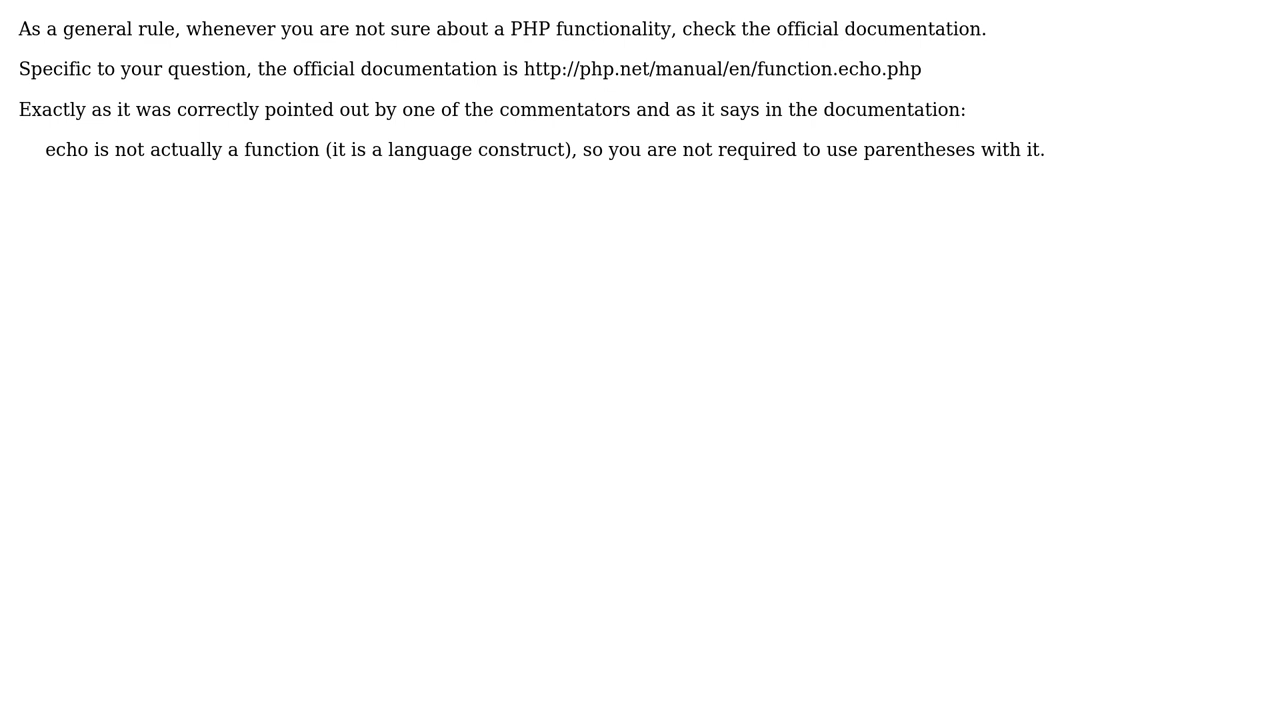 As a general rule, whenever you are not sure about a PHP functionality, check the official documentation.
Specific to your question, the official documentation is http://php.net/manual/en/function.echo.php
Exactly as it was correctly pointed out by one of the commentators and as it says in the documentation:
echo is not actually a function (it is a language construct), so you are not required to use parentheses with it.